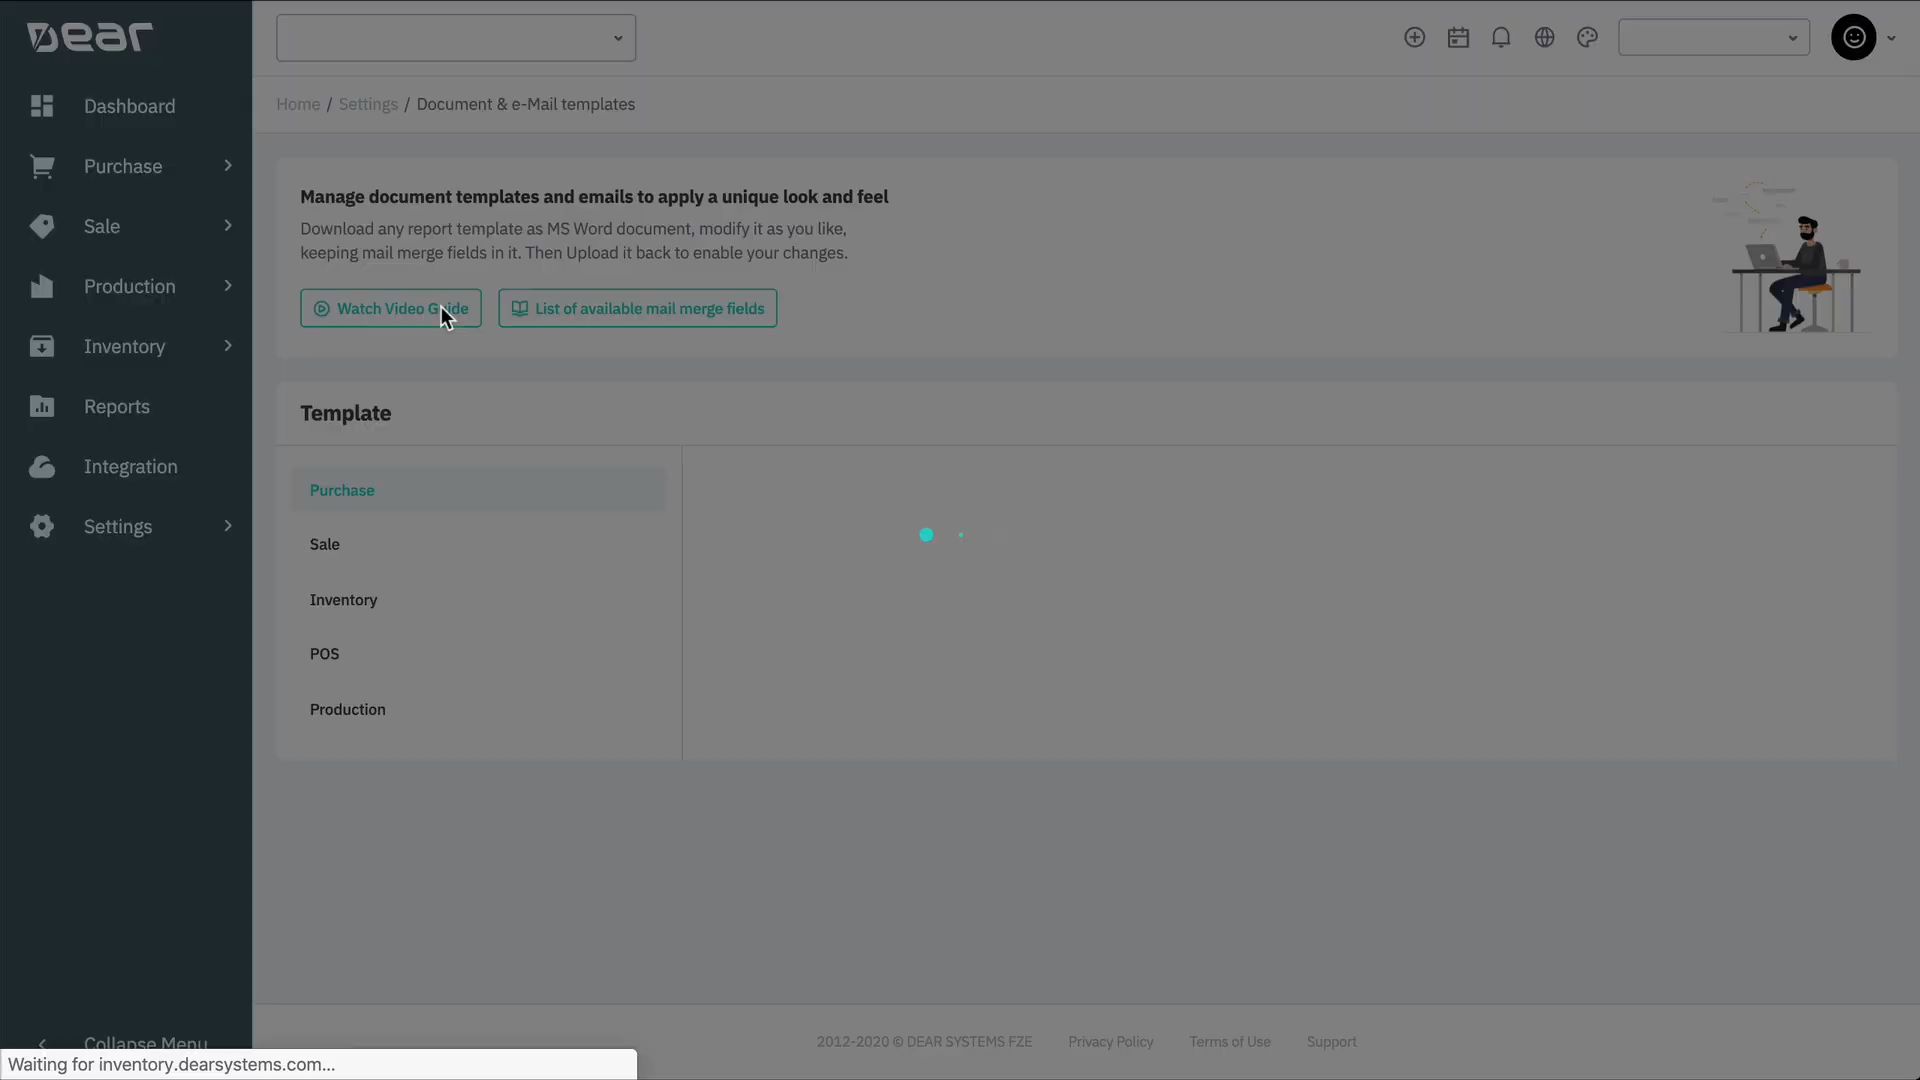 DEAR
Home / Settings / Document & e-Mail templates
Dashboard
Purchase
Sale
Production
Inventory
Reports
Integration
Settings
Collapse Menu
Manage document templates and emails to apply a unique look and feel
Download any report template as MS Word document, modify it as you like,
keeping mail merge fields in it. Then Upload it back to enable your changes.
Watch Video Guide
List of available mail merge fields
Template
Purchase
Sale
Inventory
POS
Production
2012-2020 © DEAR SYSTEMS FZE Privacy Policy Terms of Use Support
Waiting for inventory.dearsystems.com...